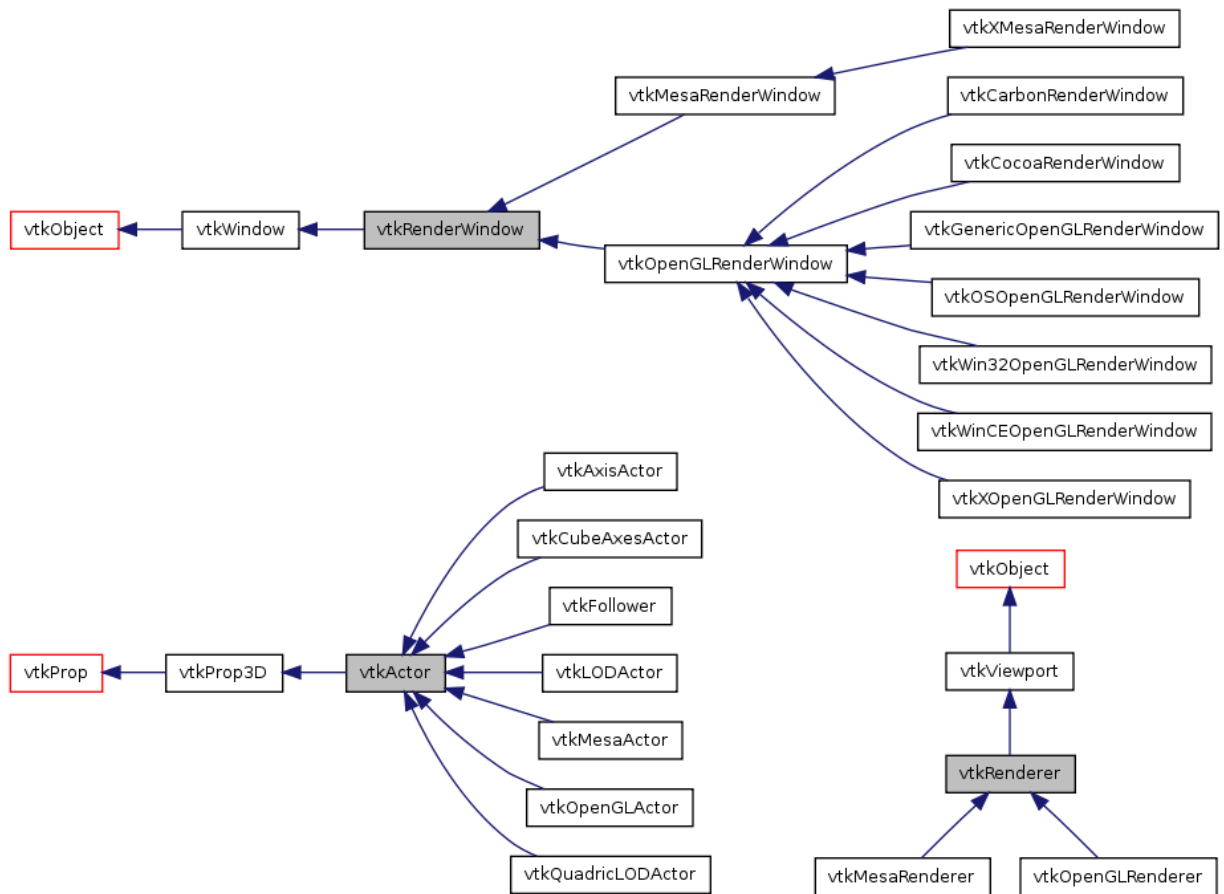 vtkXMesaRenderWindow
vtkMesaRenderWindow
vtkCarbonRenderWindow
vtkCocoaRenderWindow
vtkObject
vtkWindow
vtkRenderWindow
vtkGenericOpenGLRenderWindow
vtkOpenGLRenderWindow
vtkOSOpenGLRenderWindow
vtkWin32OpenGLRenderWindow
vtkWinCEOpenGLRenderWindow
vtkXOpenGLRenderWindow
vtkAxisActor
vtkCubeAxesActor
vtkFollower
vtkProp
vtkProp3D
vtkActor
vtkLODActor
vtkMesaActor
vtkOpenGLActor
vtkQuadricLODActor
vtkObject
vtkViewport
vtkRenderer
vtkMesaRenderer
vtkOpenGLRenderer